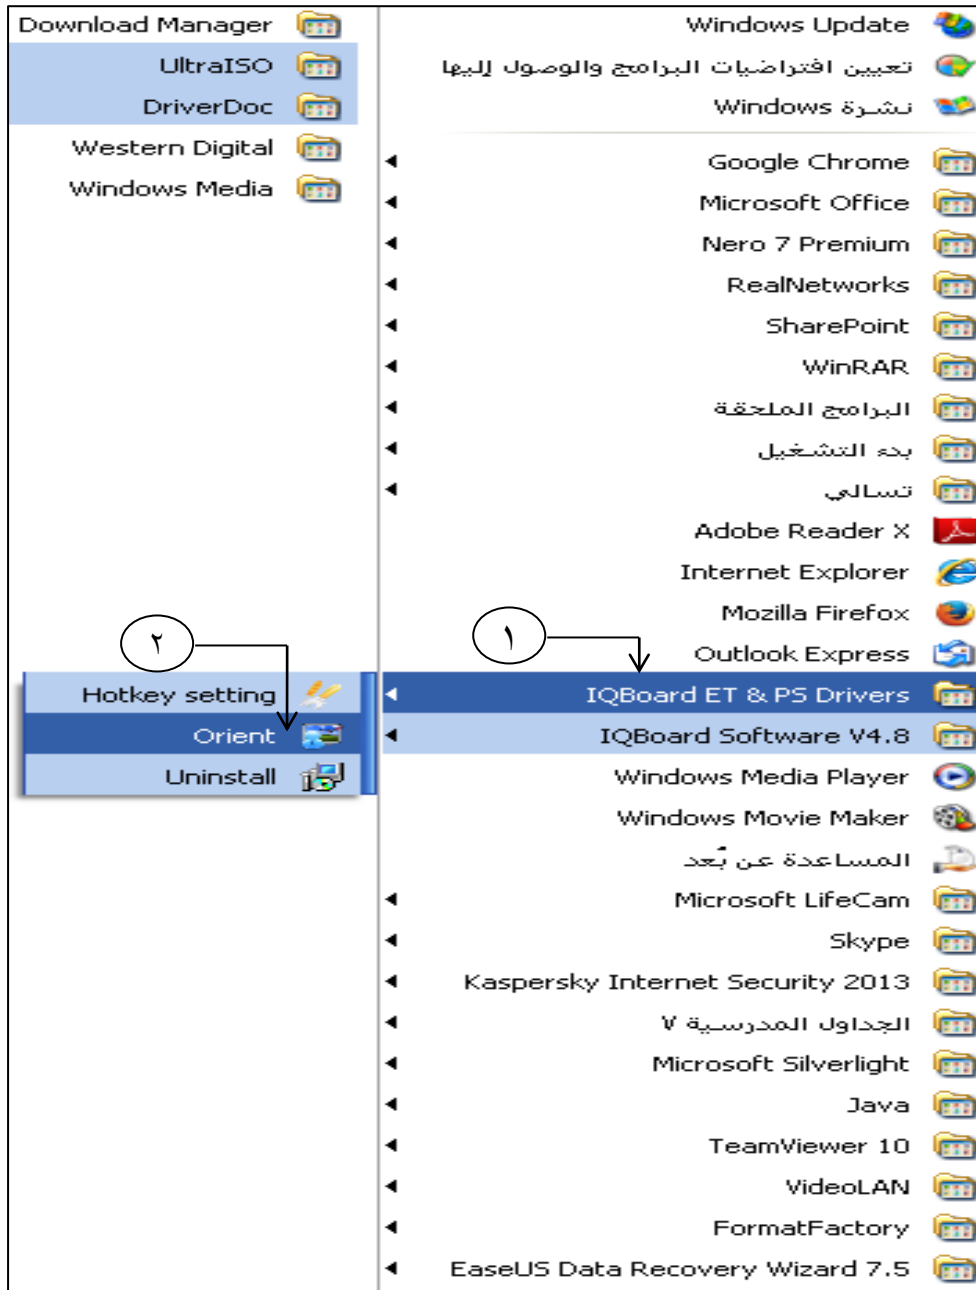 Windows Update
تعيين افتراضيات البرامج والوصول إليها
نشرة Windows
Google Chrome
Microsoft Office
Nero 7 Premium
RealNetworks
SharePoint
WinRAR
البرامج الملحقة
بدء التشغيل
تسالي
Adobe Reader X
Internet Explorer
Mozilla Firefox
Outlook Express
١
IQBoard ET & PS Drivers
IQBoard Software V4.8
Windows Media Player
Windows Movie Maker
المساعدة عن بُعد
Microsoft LifeCam
Skype
Kaspersky Internet Security 2013
الجداول المدرسية ٧
Microsoft Silverlight
Java
TeamViewer 10
VideoLAN
FormatFactory
EaseUS Data Recovery Wizard 7.5
Download Manager
UltraISO
DriverDoc
Western Digital
Windows Media
٢
Hotkey setting
Orient
Uninstall